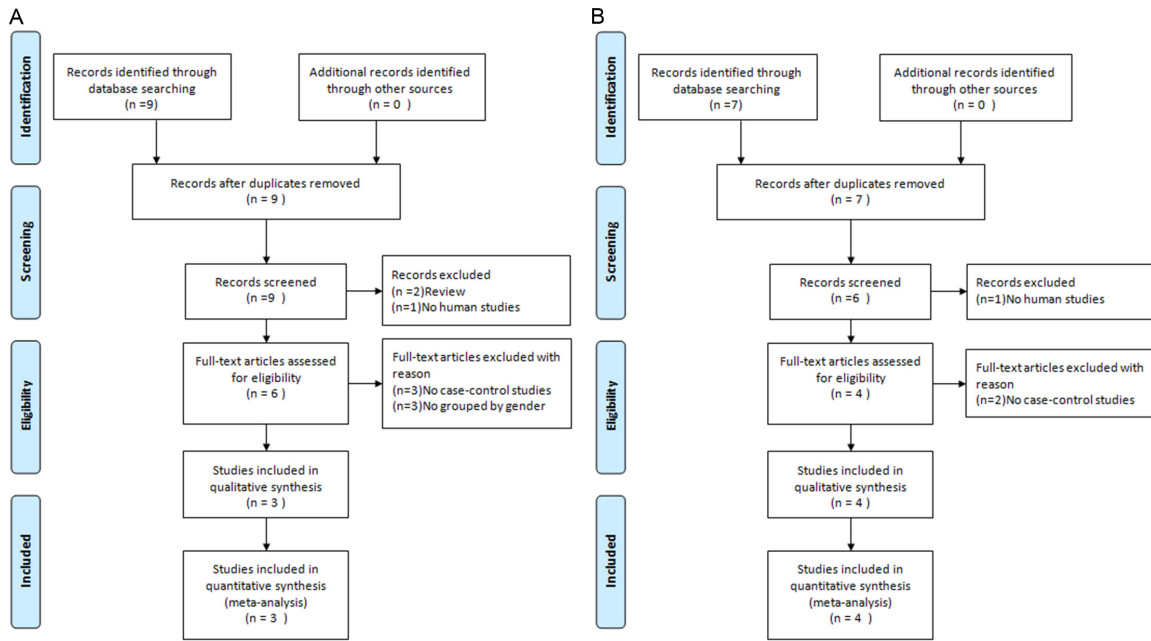 A
Identification
Records identified through
database searching
(n =9)
Additional records identified
through other sources
(n = 0 )
Records after duplicates removed
(n = 9 )
Screening
Records screened
(n =9 )
Records excluded
(n =2)Review
(n=1)No human studies
Eligibility
Full-text articles assessed
for eligibility
(n = 6 )
Full-text articles excluded with
reason
(n=3)No case-control studies
(n=3)No grouped by gender
Studies included in
qualitative synthesis
(n = 3 )
Included
Studies included in
quantitative synthesis
(meta-analysis)
(n = 3 )
B
Identification
Records identified through
database searching
(n =7)
Additional records identified
through other sources
(n = 0 )
Records after duplicates removed
(n = 7 )
Screening
Records screened
(n =6 )
Records excluded
(n=1)No human studies
Eligibility
Full-text articles assessed
for eligibility
(n = 4 )
Full-text articles excluded with
reason
(n=2)No case-control studies
Studies included in
qualitative synthesis
(n = 4 )
Included
Studies included in
quantitative synthesis
(meta-analysis)
(n = 4 )